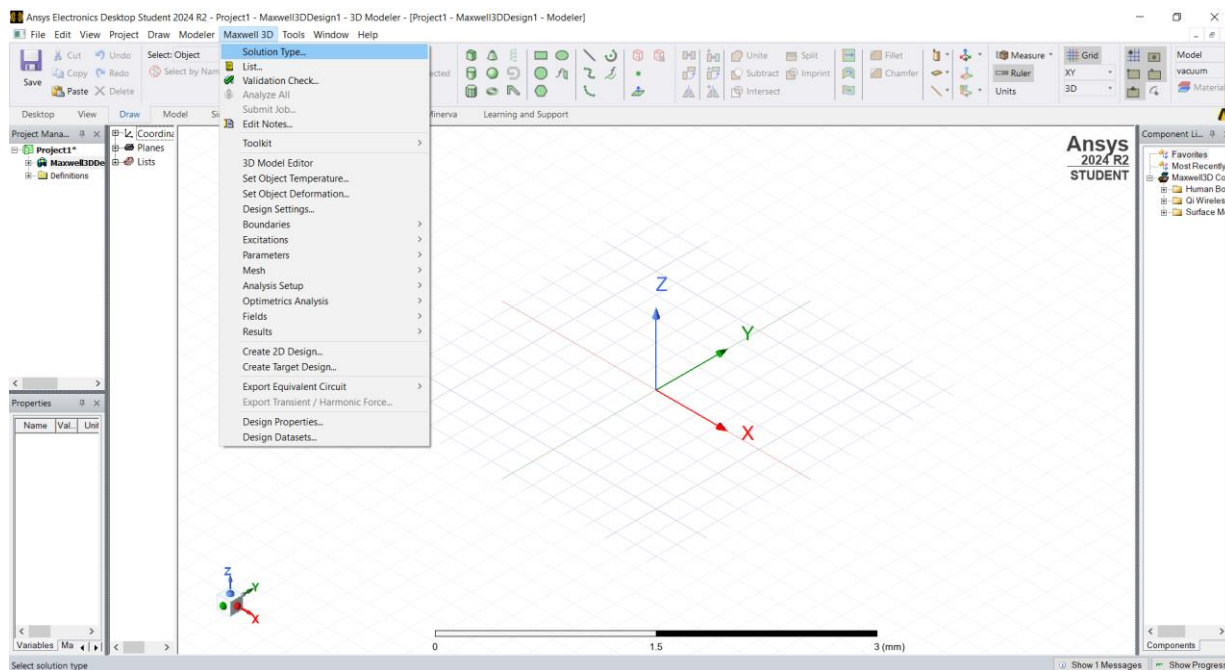 Ansys Electronics Desktop Student 2024 R2 - Project1 - Maxwell3DDesign1 - 3D Modeler - [Project1 - Maxwell3DDesign1 - Modeler]
File Edit View Project Draw Modeler Maxwell 3D Tools Window Help
Save
Cut
Copy
Paste
Undo
Redo
Delete
Select: Object
Select by Nam
ected
Unite
Subtract
Intersect
Split
Imprint
Fillet
Chamfer
Measure
Ruler
Units
Grid
XY
3D
Model
vacuum
Material
Desktop View Draw Model Si
Minerva Learning and Support
Solution Type...
List...
Validation Check...
Analyze All
Submit Job...
Edit Notes...
Toolkit
3D Model Editor
Set Object Temperature...
Set Object Deformation...
Design Settings...
Boundaries
Excitations
Parameters
Mesh
Analysis Setup
Optimetrics Analysis
Fields
Results
Create 2D Design...
Create Target Design...
Export Equivalent Circuit
Export Transient / Harmonic Force...
Design Properties...
Design Datasets...
Project Mana...
Project1*
Maxwell3DDe
Definitions
Coordina
Planes
Lists
Properties
Name Val... Unit
Variables Ma
Ansys
2024 R2
STUDENT
Z
Y
X
Z
Y
X
0 1.5 3 (mm)
Component Li...
Favorites
Most Recently
Maxwell3D Co
Human Bo
Qi Wireles
Surface M
Components
Select solution type
Show 1 Messages
Show Progress